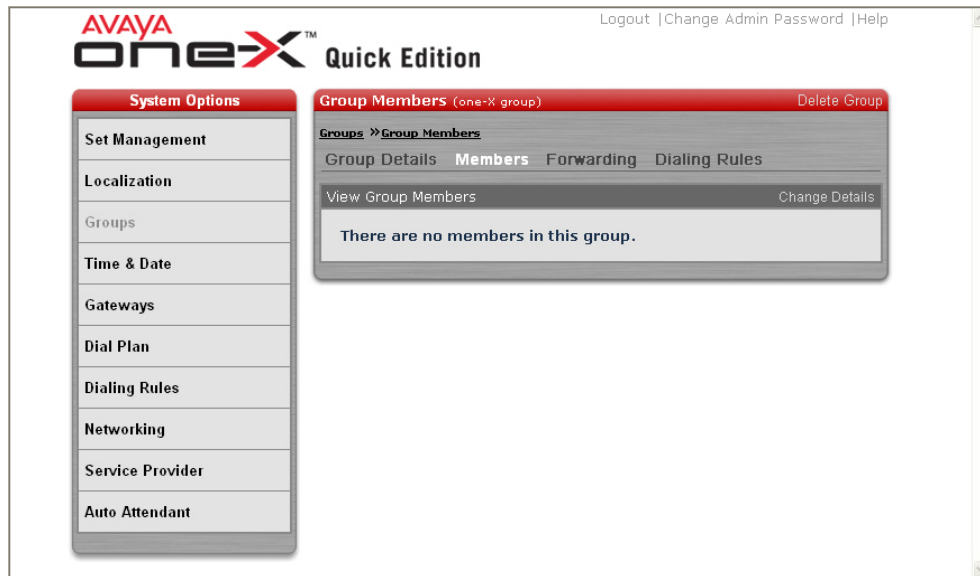 Logout |Change Admin Password |Help
AVAYA
one-X™ Quick Edition
System Options
Set Management
Localization
Groups
Time & Date
Gateways
Dial Plan
Dialing Rules
Networking
Service Provider
Auto Attendant
Group Members (one-X group) Delete Group
Groups »Group Members
Group Details Members Forwarding Dialing Rules
View Group Members Change Details
There are no members in this group.